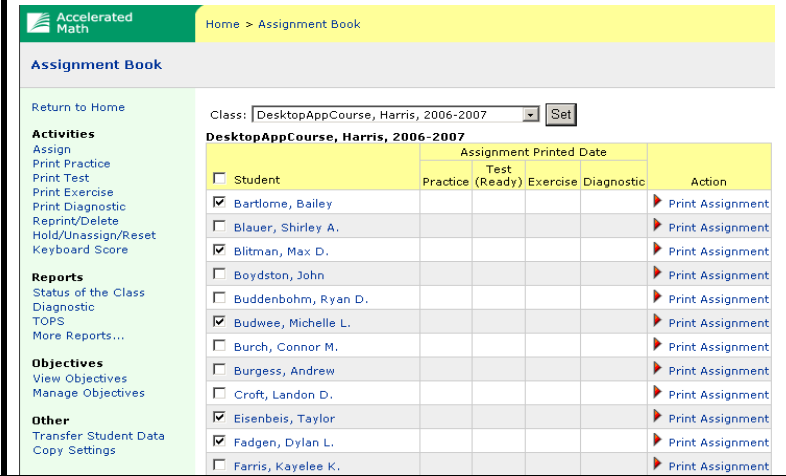 Accelerated
Math
Home > Assignment Book
Assignment Book
Return to Home
Activities
Assign
Print Practice
Print Test
Print Exercise
Print Diagnostic
Reprint/Delete
Hold/Unassign/Reset
Keyboard Score
Reports
Status of the Class
Diagnostic
TOPS
More Reports...
Objectives
View Objectives
Manage Objectives
Other
Transfer Student Data
Copy Settings
Class: DesktopAppCourse, Harris, 2006-2007 Set
DesktopAppCourse, Harris, 2006-2007
Assignment Printed Date
Student Practice Test (Ready) Exercise Diagnostic Action
Bartlome, Bailey Print Assignment
Blauer, Shirley A. Print Assignment
Blitman, Max D. Print Assignment
Boydston, John Print Assignment
Buddenbohm, Ryan D. Print Assignment
Budwee, Michelle L. Print Assignment
Burch, Connor M. Print Assignment
Burgess, Andrew Print Assignment
Croft, Landon D. Print Assignment
Eisenbeis, Taylor Print Assignment
Fadgen, Dylan L. Print Assignment
Farris, Kayelee K. Print Assignment